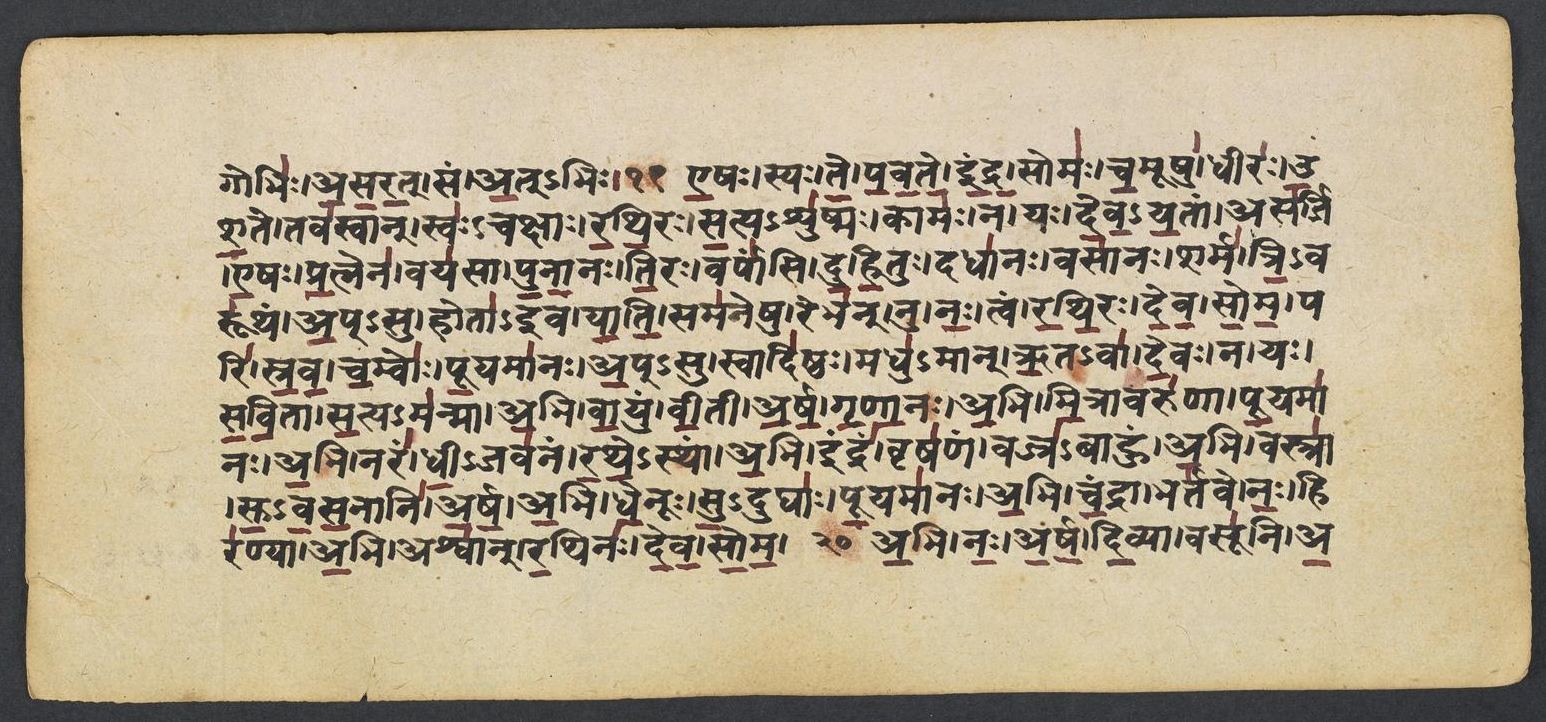 गोभिः।असरत्।सं।अत्ऽभिः। १९ एषः।स्यः।ते।पवते।इंद्र।सोमः।चमूषु।धीरः।उ
शते।तवस्वान्।स्वःऽचक्षाः।रथिरः।सत्यऽशुष्मः।कामः।न।यः।देवऽयतां।असर्जि
।एषः।प्रत्नेन।वयसा।पुनानः।तिरः।वर्पांसि।दुहितुः।दधानः।वसानः।शर्म।त्रिऽव
रूथं।अप्ऽसु।होताऽइव।याति।समनेषु।रेभन्।नु।नः।त्वं।रथिरः।देव।सोम।प
रि।स्रव।चम्वोः।पूयमानः।अप्ऽसु।स्वादिष्ठः।मधुऽमान्।ऋतऽवा।देवः।न।यः।
सविता।सत्यऽमन्मा।अभि।वायुं।वीती।अर्ष।गृणानः।अभि।मित्रावरुणा।पूयमा
नः।अभि।नरं।धीऽजवनं।रथेऽस्थां।अभि।इंद्रं।वृषणं।वज्रऽबाहुं।अभि।वस्त्रा
।सुऽवसनानि।अर्ष।अभि।धेनूः।सुऽदुघाः।पूयमानः।अभि।चंद्रा।भर्तवे।नः।हि
रण्या।अभि।अश्वान्।रथिनः।देव।सोम। २० अभि।नः।अर्ष।दिव्या।वसूनि।अ